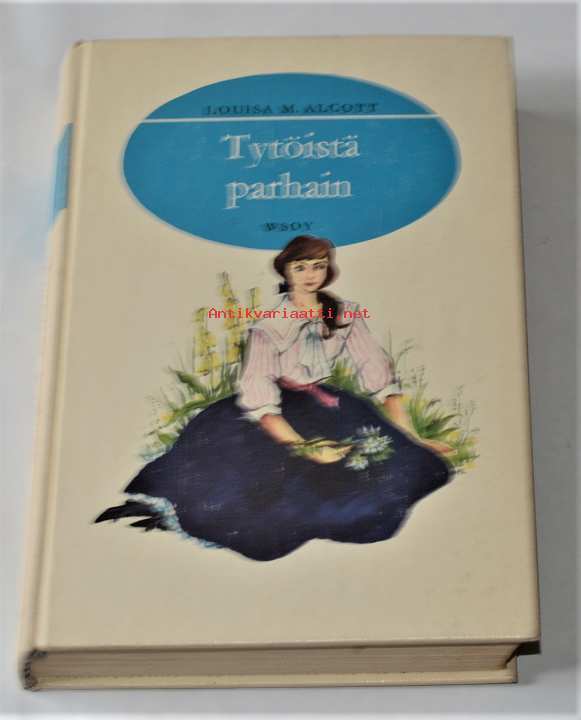 LOUISA M. ALCOTT
Tytöistä
parhain
WSOY
Antikvariaatti.net